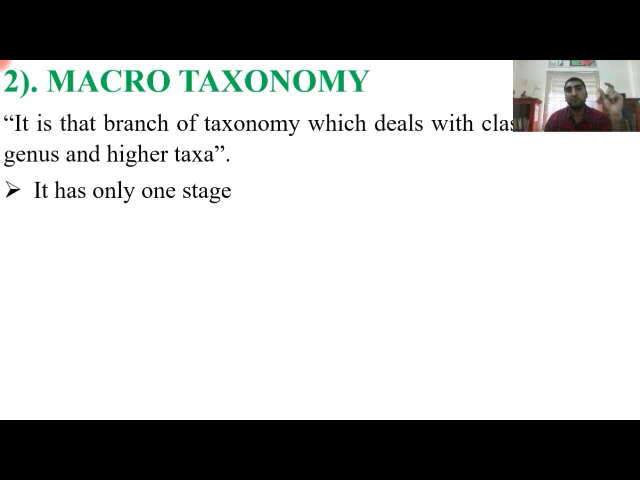 2). MACRO TAXONOMY
“It is that branch of taxonomy which deals with
genus and higher taxa”.
➢ It has only one stage